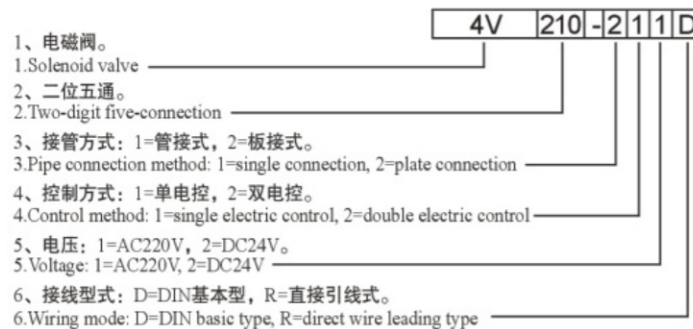 4V 210 - 2 1 1 D
1、电磁阀。
1.Solenoid valve
2、二位五通。
2.Two-digit five-connection
3、接管方式：1=管接式，2=板接式。
3.Pipe connection method: 1=single connection, 2=plate connection
4、控制方式：1=单电控，2=双电控。
4.Control method: 1=single electric control, 2=double electric control
5、电压：1=AC220V，2=DC24V。
5.Voltage: 1=AC220V, 2=DC24V
6、接线型式：D=DIN基本型，R=直接引线式。
6.Wiring mode: D=DIN basic type, R=direct wire leading type